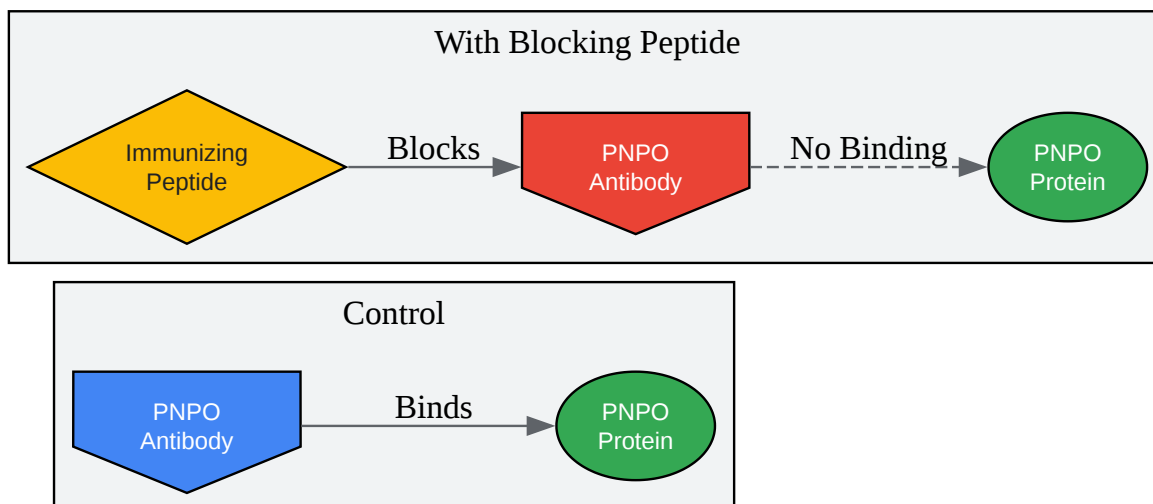 With Blocking Peptide
Immunizing
Peptide
Blocks
PNPO
Antibody
No Binding
PNPO
Protein
Control
PNPO
Antibody
Binds
PNPO
Protein